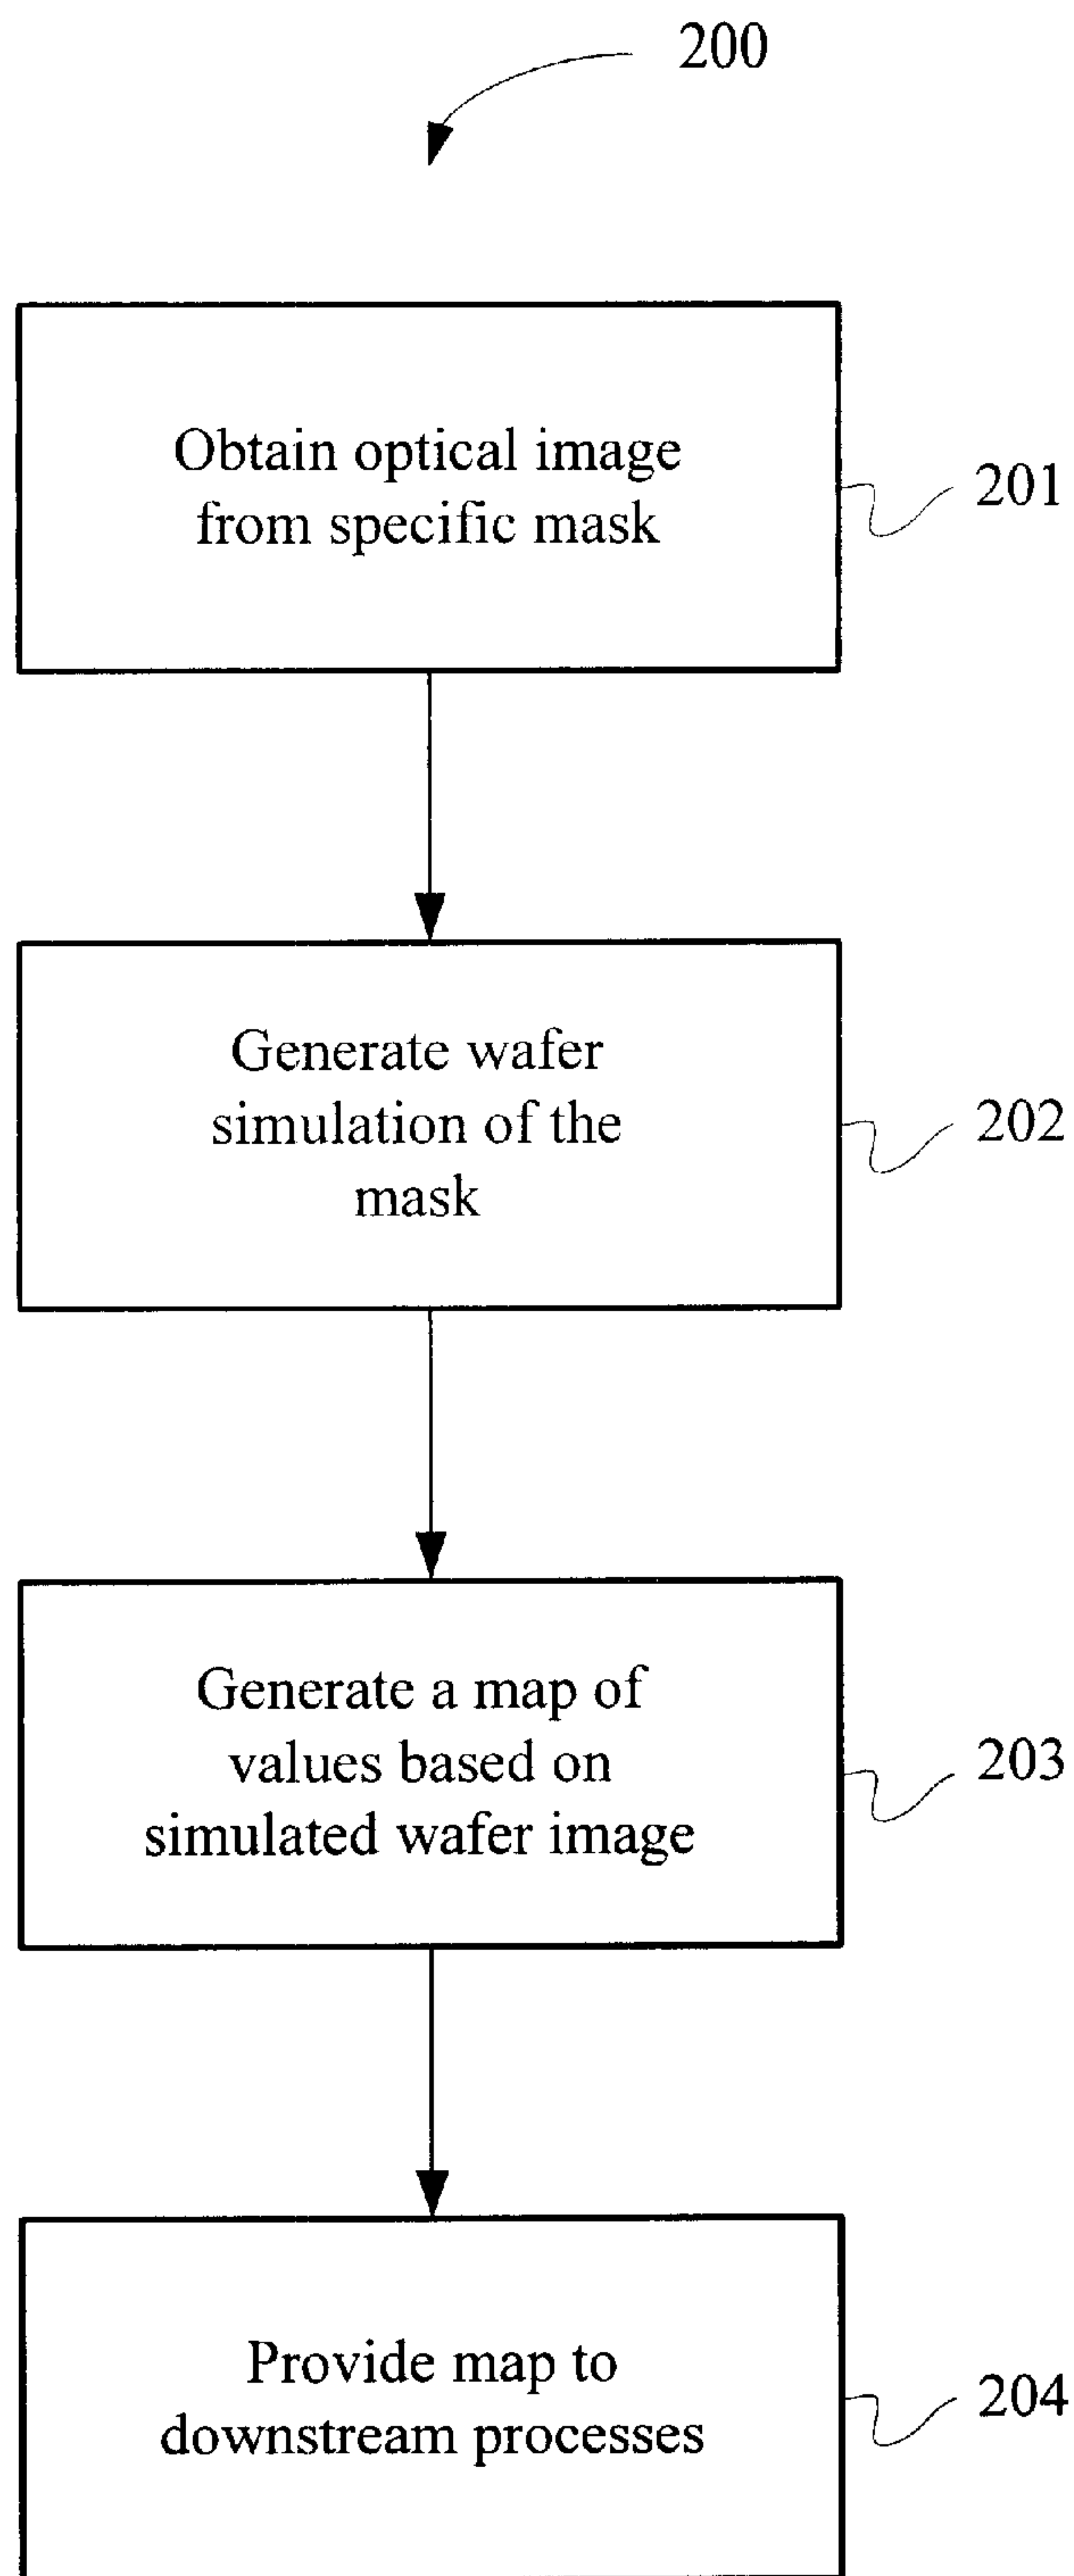 200
Obtain optical image
from specific mask
201
Generate wafer
simulation of the
mask
202
Generate a map of
values based on
simulated wafer image
203
Provide map to
downstream processes
204